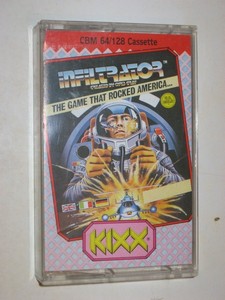 CBM 64/128 Cassette
INFILTRATOR
THE GAME THAT ROCKED AMERICA...
KIXX